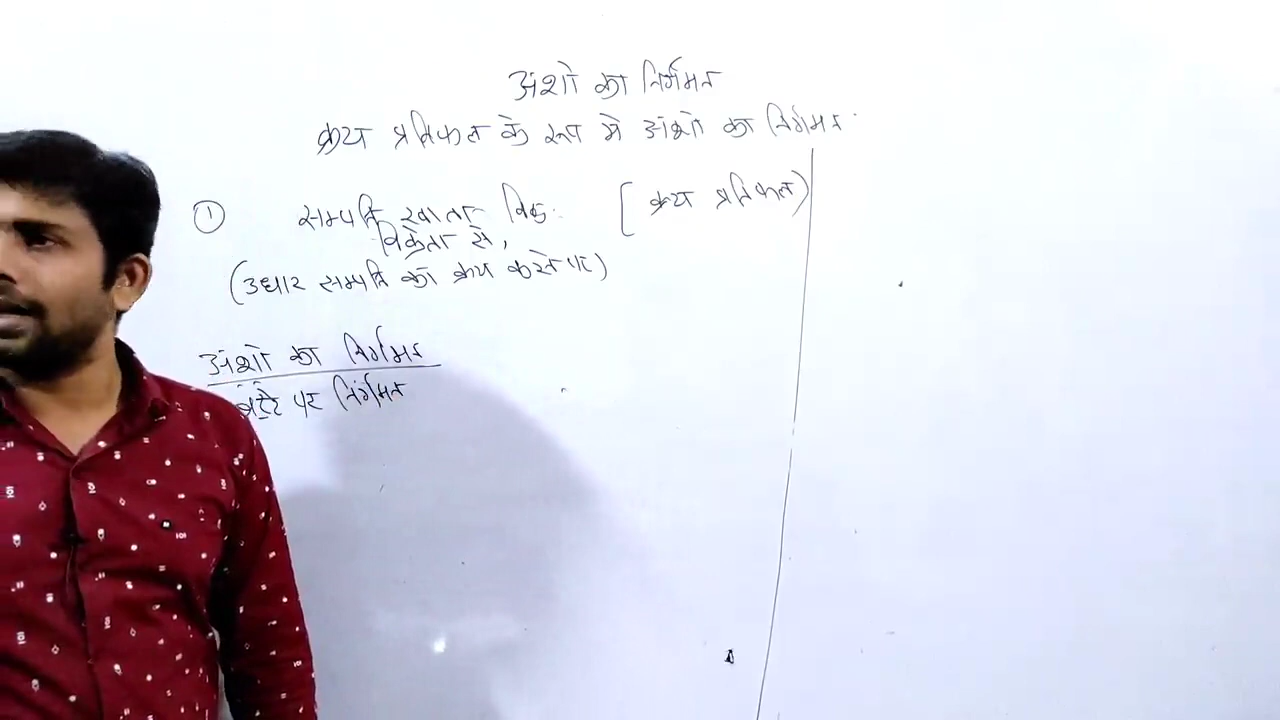 अंशो का निर्गमन
क्रय प्रतिफल के रूप मे अंशो का निर्गमन
① सम्पत्ति खाता विक. [क्रय प्रतिफल)
विक्रेता से,
(उधार सम्पत्ति को क्रय करने पर)
अंशो का निर्गमन
बट्टे पर निर्गमन